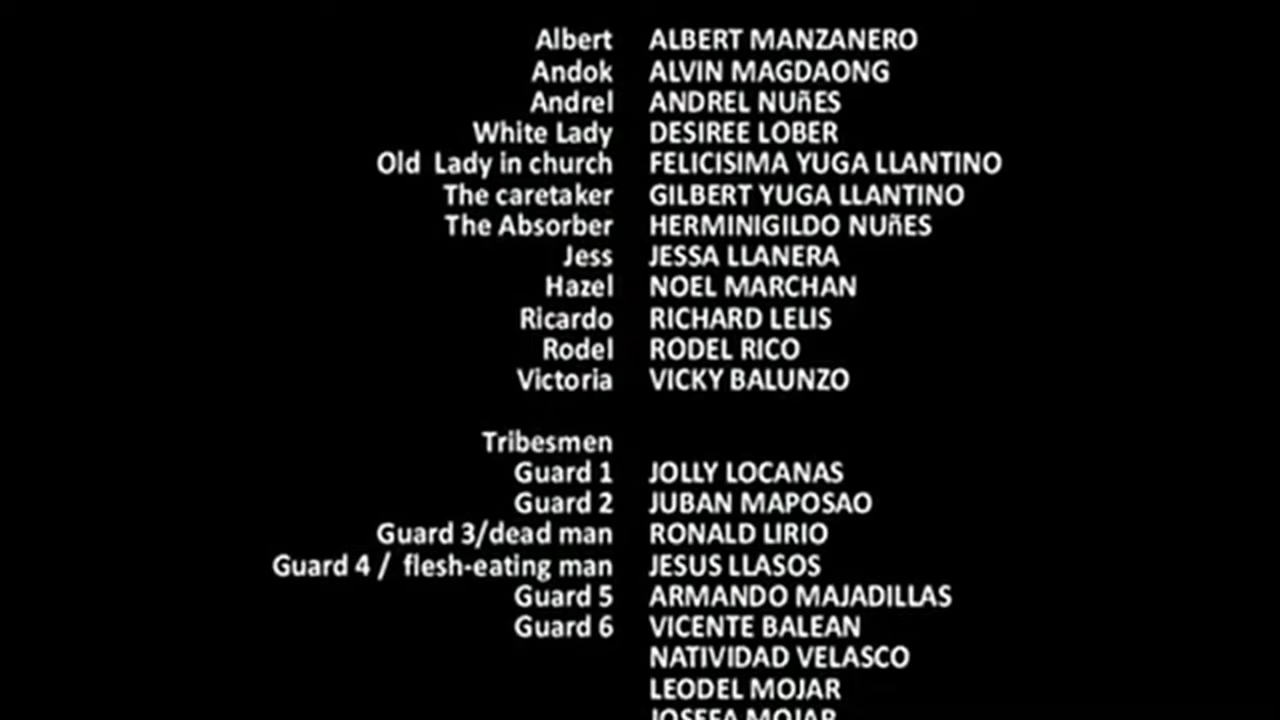 Albert ALBERT MANZANERO
Andok ALVIN MAGDAONG
Andrel ANDREL NUñES
White Lady DESIREE LOBER
Old Lady in church FELICISIMA YUGA LLANTINO
The caretaker GILBERT YUGA LLANTINO
The Absorber HERMINIGILDO NUñES
Jess JESSA LLANERA
Hazel NOEL MARCHAN
Ricardo RICHARD LELIS
Rodel RODEL RICO
Victoria VICKY BALUNZO
Tribesmen
Guard 1 JOLLY LOCANAS
Guard 2 JUBAN MAPOSAO
Guard 3/dead man RONALD LIRIO
Guard 4 / flesh-eating man JESUS LLASOS
Guard 5 ARMANDO MAJADILLAS
Guard 6 VICENTE BALEAN
NATIVIDAD VELASCO
LEODEL MOJAR
JOSEFA MOJAR